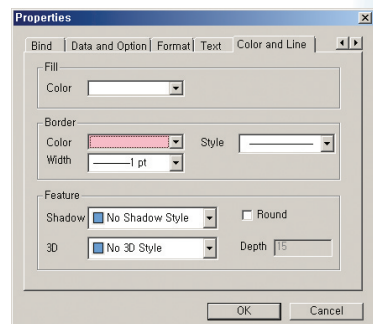 Properties
Bind Data and Option Format Text Color and Line
Fill
Color
Border
Color Style
Width 1 pt
Feature
Shadow No Shadow Style Round
3D No 3D Style Depth 15
OK Cancel